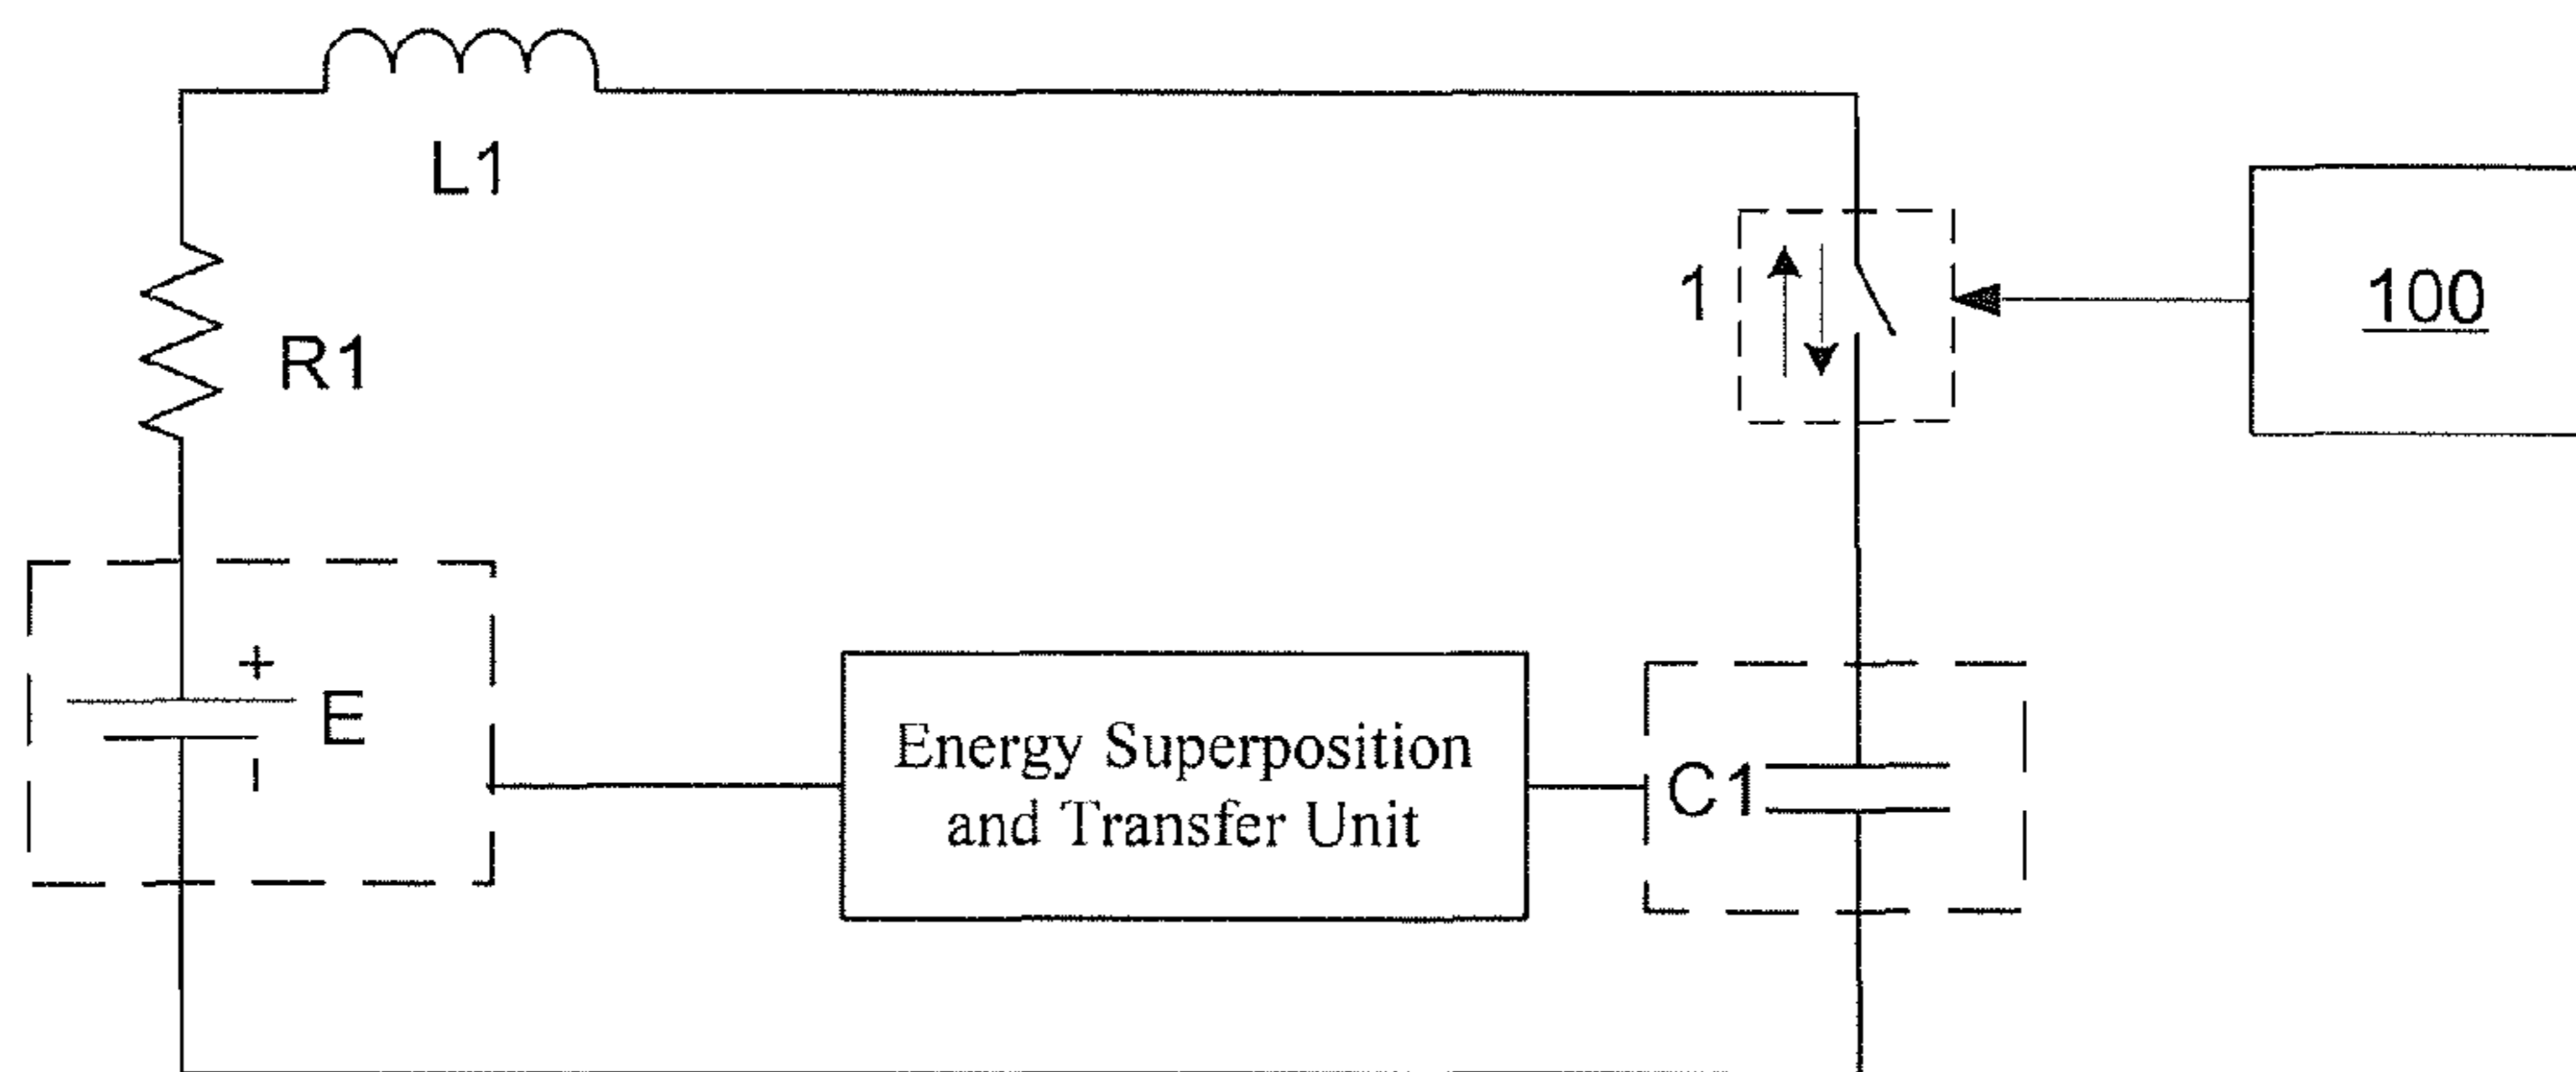 L1
R1
1
100
+
E
-
Energy Superposition
and Transfer Unit
C1